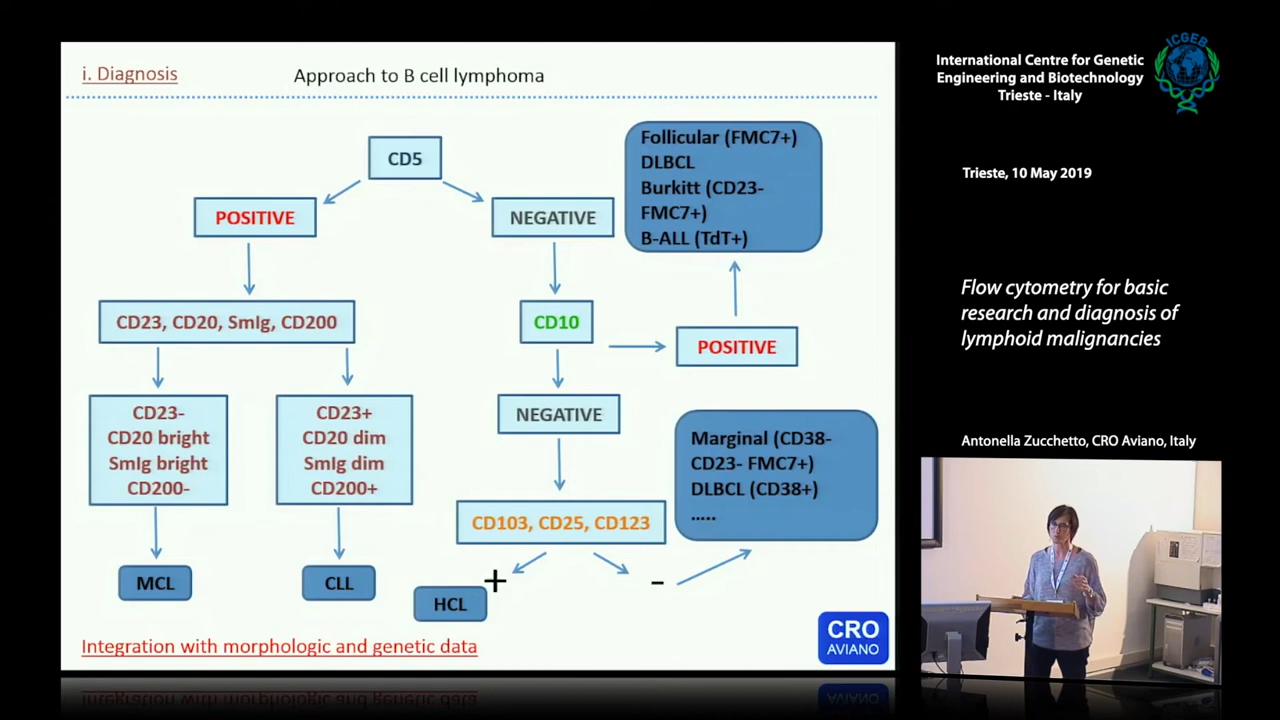 i. Diagnosis
Approach to B cell lymphoma
CD5
POSITIVE
NEGATIVE
Follicular (FMC7+)
DLBCL
Burkitt (CD23-
FMC7+)
B-ALL (TdT+)
CD23, CD20, SmIg, CD200
CD10
POSITIVE
CD23-
CD20 bright
SmIg bright
CD200-
CD23+
CD20 dim
SmIg dim
CD200+
NEGATIVE
Marginal (CD38-
CD23- FMC7+)
DLBCL (CD38+)
.....
CD103, CD25, CD123
MCL
CLL
HCL
+
-
Integration with morphologic and genetic data
CRO
AVIANO
International Centre for Genetic
Engineering and Biotechnology
Trieste - Italy
ICGEB
Trieste, 10 May 2019
Flow cytometry for basic
research and diagnosis of
lymphoid malignancies
Antonella Zucchetto, CRO Aviano, Italy